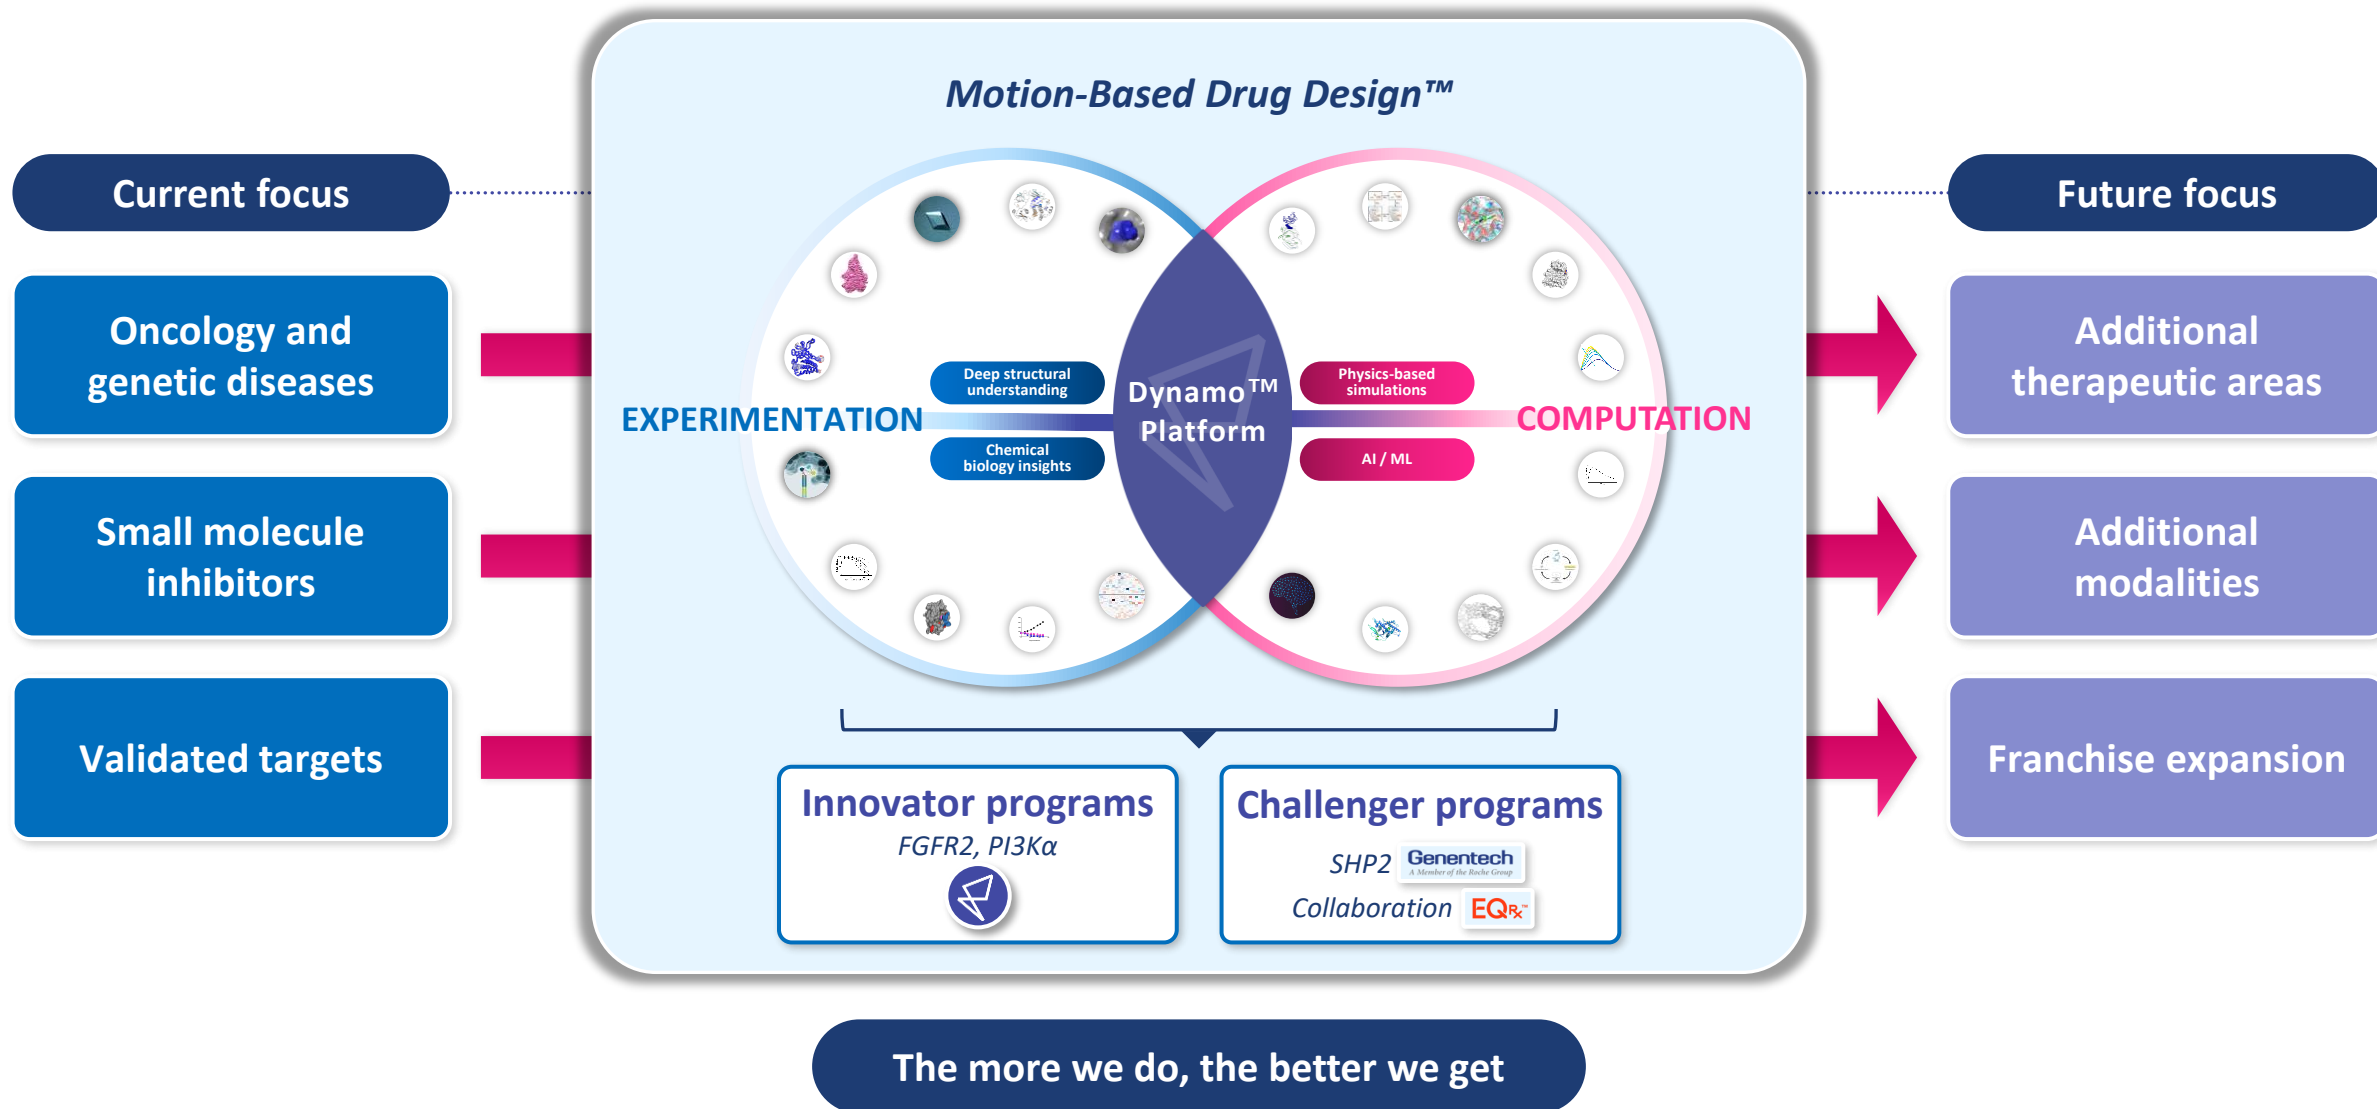 Motion-Based Drug Design™
Current focus
Future focus
Oncology and
genetic diseases
Small molecule
inhibitors
Validated targets
EXPERIMENTATION
Deep structural
understanding
Chemical
biology insights
Dynamo™
Platform
Physics-based
simulations
AI / ML
COMPUTATION
Additional
therapeutic areas
Additional
modalities
Franchise expansion
Innovator programs
FGFR2, PI3Kα
Challenger programs
SHP2 Genentech
A Member of the Roche Group
Collaboration EQRx™
The more we do, the better we get